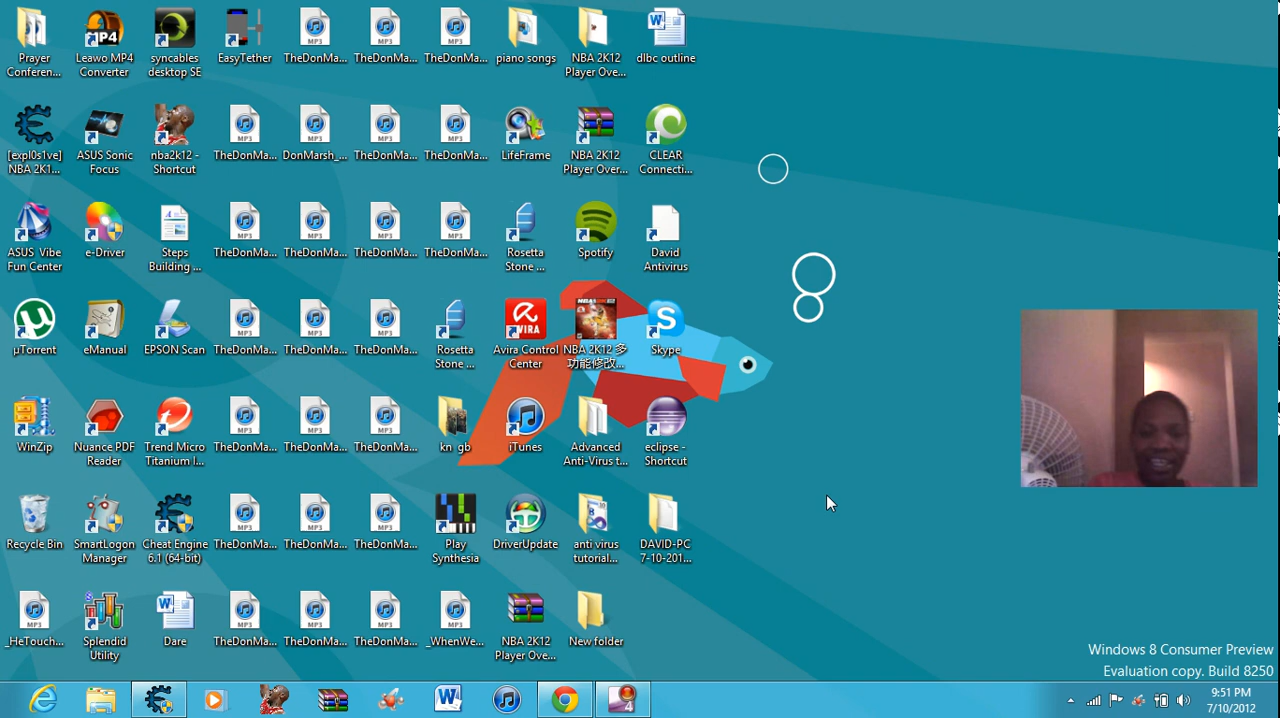 Prayer
Conferen...
Leawo MP4
Converter
syncables
desktop SE
EasyTether
TheDonMa...
TheDonMa...
TheDonMa...
piano songs
NBA 2K12
Player Ove...
dlbc outline
[expl0s1ve]
NBA 2K1...
ASUS Sonic
Focus
nba2k12 -
Shortcut
TheDonMa...
DonMarsh_...
TheDonMa...
TheDonMa...
LifeFrame
NBA 2K12
Player Over...
CLEAR
Connecti...
ASUS Vibe
Fun Center
e-Driver
Steps
Building ...
TheDonMa...
TheDonMa...
TheDonMa...
TheDonMa...
Rosetta
Stone ...
Spotify
David
Antivirus
µTorrent
eManual
EPSON Scan
TheDonMa...
TheDonMa...
TheDonMa...
Rosetta
Stone ...
Avira Control
Center
NBA 2K12 多
功能修改...
Skype
WinZip
Nuance PDF
Reader
Trend Micro
Titanium I...
TheDonMa...
TheDonMa...
TheDonMa...
kn gb
iTunes
Advanced
Anti-Virus t...
eclipse -
Shortcut
Recycle Bin
SmartLogon
Manager
Cheat Engine
6.1 (64-bit)
TheDonMa...
TheDonMa...
TheDonMa...
Play
Synthesia
DriverUpdate
anti virus
tutorial...
DAVID-PC
7-10-201...
_HeTouch...
Splendid
Utility
Dare
TheDonMa...
TheDonMa...
TheDonMa...
_WhenWe...
NBA 2K12
Player Ove...
New folder
Windows 8 Consumer Preview
Evaluation copy. Build 8250
9:51 PM
7/10/2012